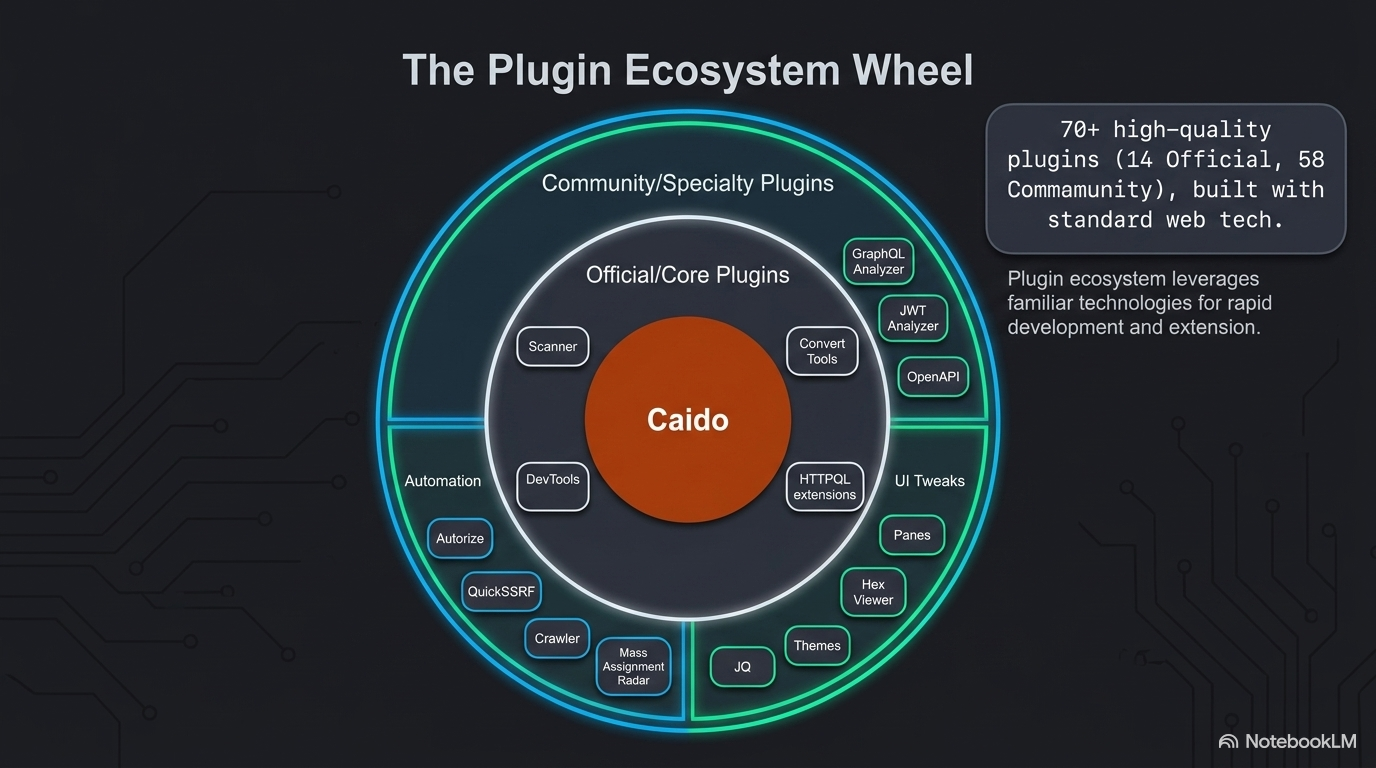 The Plugin Ecosystem Wheel
70+ high-quality
plugins (14 Official, 58
Commamunity), built with
standard web tech.
Plugin ecosystem leverages
familiar technologies for rapid
development and extension.
Community/Specialty Plugins
GraphQL
Analyzer
JWT
Analyzer
OpenAPI
Official/Core Plugins
Scanner
Convert
Tools
Caido
DevTools
HTTPQL
extensions
Automation
Autorize
QuickSSRF
Crawler
Mass
Assignment
Radar
UI Tweaks
Panes
Hex
Viewer
Themes
JQ
NotebookLM